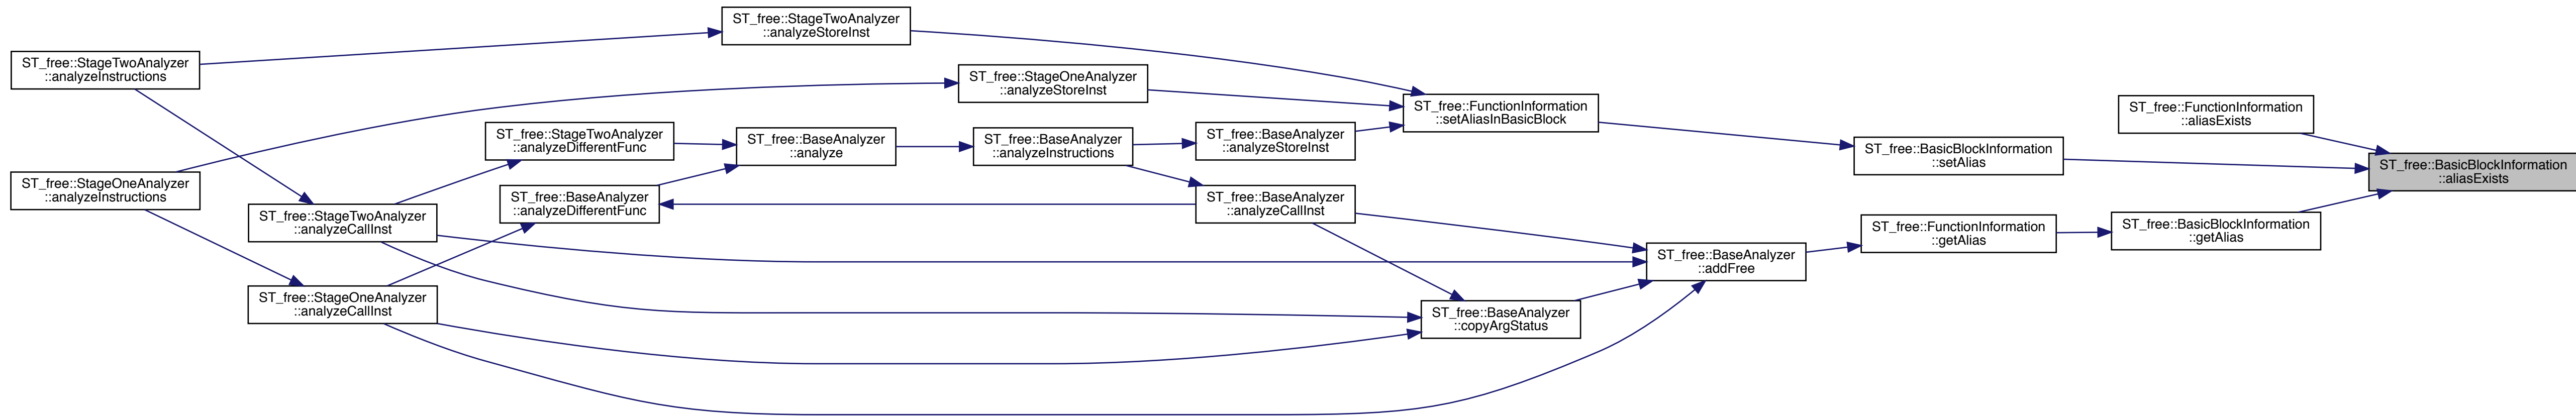 ST_free::StageTwoAnalyzer
::analyzeStoreInst
ST_free::StageTwoAnalyzer
::analyzeInstructions
ST_free::StageOneAnalyzer
::analyzeStoreInst
ST_free::FunctionInformation
::setAliasInBasicBlock
ST_free::FunctionInformation
::aliasExists
ST_free::StageTwoAnalyzer
::analyzeDifferentFunc
ST_free::BaseAnalyzer
::analyze
ST_free::BaseAnalyzer
::analyzeInstructions
ST_free::BaseAnalyzer
::analyzeStoreInst
ST_free::BasicBlockInformation
::setAlias
ST_free::BasicBlockInformation
::aliasExists
ST_free::StageOneAnalyzer
::analyzeInstructions
ST_free::BaseAnalyzer
::analyzeDifferentFunc
ST_free::BaseAnalyzer
::analyzeCallInst
ST_free::StageTwoAnalyzer
::analyzeCallInst
ST_free::FunctionInformation
::getAlias
ST_free::BasicBlockInformation
::getAlias
ST_free::BaseAnalyzer
::addFree
ST_free::StageOneAnalyzer
::analyzeCallInst
ST_free::BaseAnalyzer
::copyArgStatus